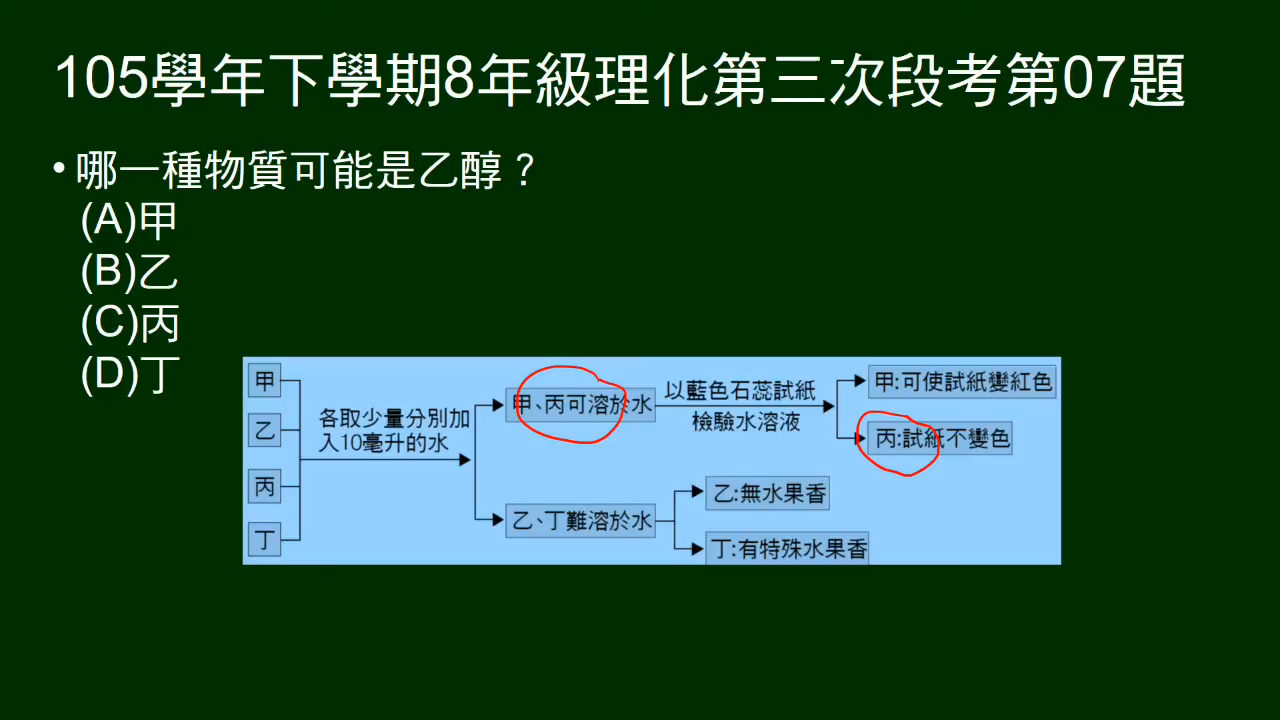 105學年下學期8年級理化第三次段考第07題
•哪一種物質可能是乙醇？
(A)甲
(B)乙
(C)丙
(D)丁
甲
乙
丙
丁
各取少量分別加
入10毫升的水
甲、丙可溶於水
乙、丁難溶於水
以藍色石蕊試紙
檢驗水溶液
甲:可使試紙變紅色
丙:試紙不變色
乙:無水果香
丁:有特殊水果香